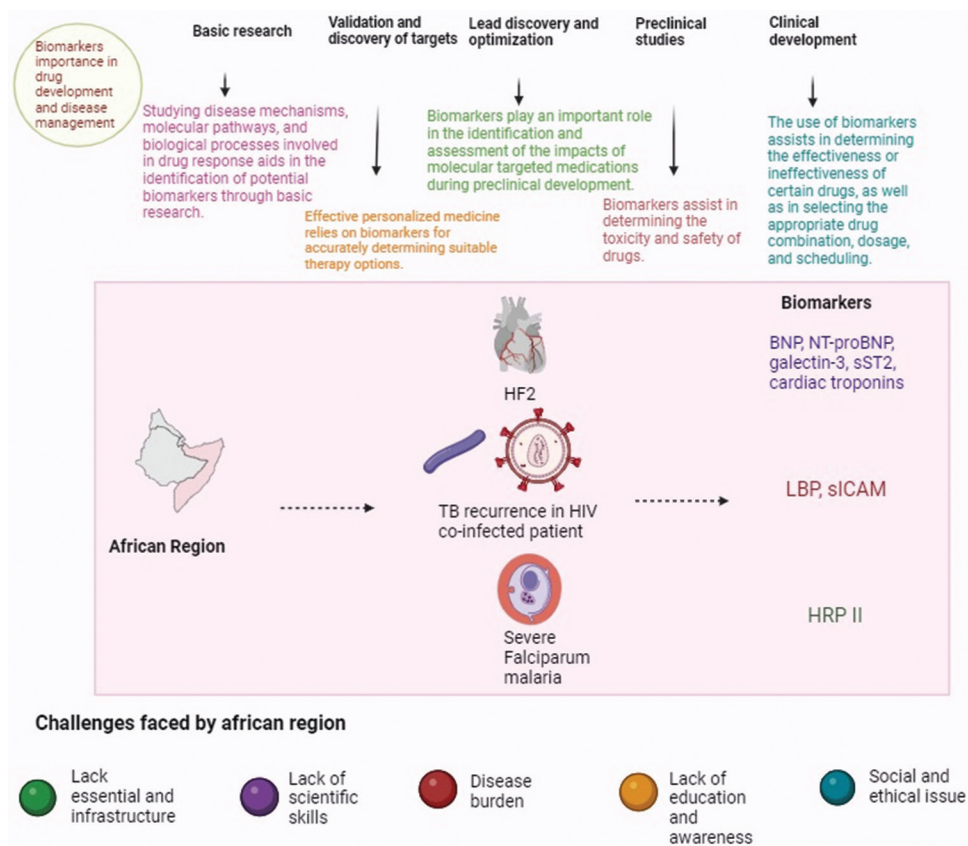 Biomarkers
importance in
drug
development
and disease
management
Basic research
Validation and
discovery of targets
Lead discovery and
optimization
Preclinical
studies
Clinical
development
Studying disease mechanisms,
molecular pathways, and
biological processes involved
in drug response aids in the
identification of potential
biomarkers through basic
research.
Effective personalized medicine
relies on biomarkers for
accurately determining suitable
therapy options.
Biomarkers play an important role
in the identification and
assessment of the impacts of
molecular targeted medications
during preclinical development.
Biomarkers assist in
determining the
toxicity and safety of
drugs.
The use of biomarkers
assists in determining
the effectiveness or
ineffectiveness of
certain drugs, as well
as in selecting the
appropriate drug
combination, dosage,
and scheduling.
Biomarkers
African Region
HF2
BNP, NT-proBNP,
galectin-3, sST2,
cardiac troponins
TB recurrence in HIV
co-infected patient
LBP, sICAM
Severe
Falciparum
malaria
HRP II
Challenges faced by african region
Lack
essential and
infrastructure
Lack of
scientific
skills
Disease
burden
Lack of
education
and
awareness
Social and
ethical issue